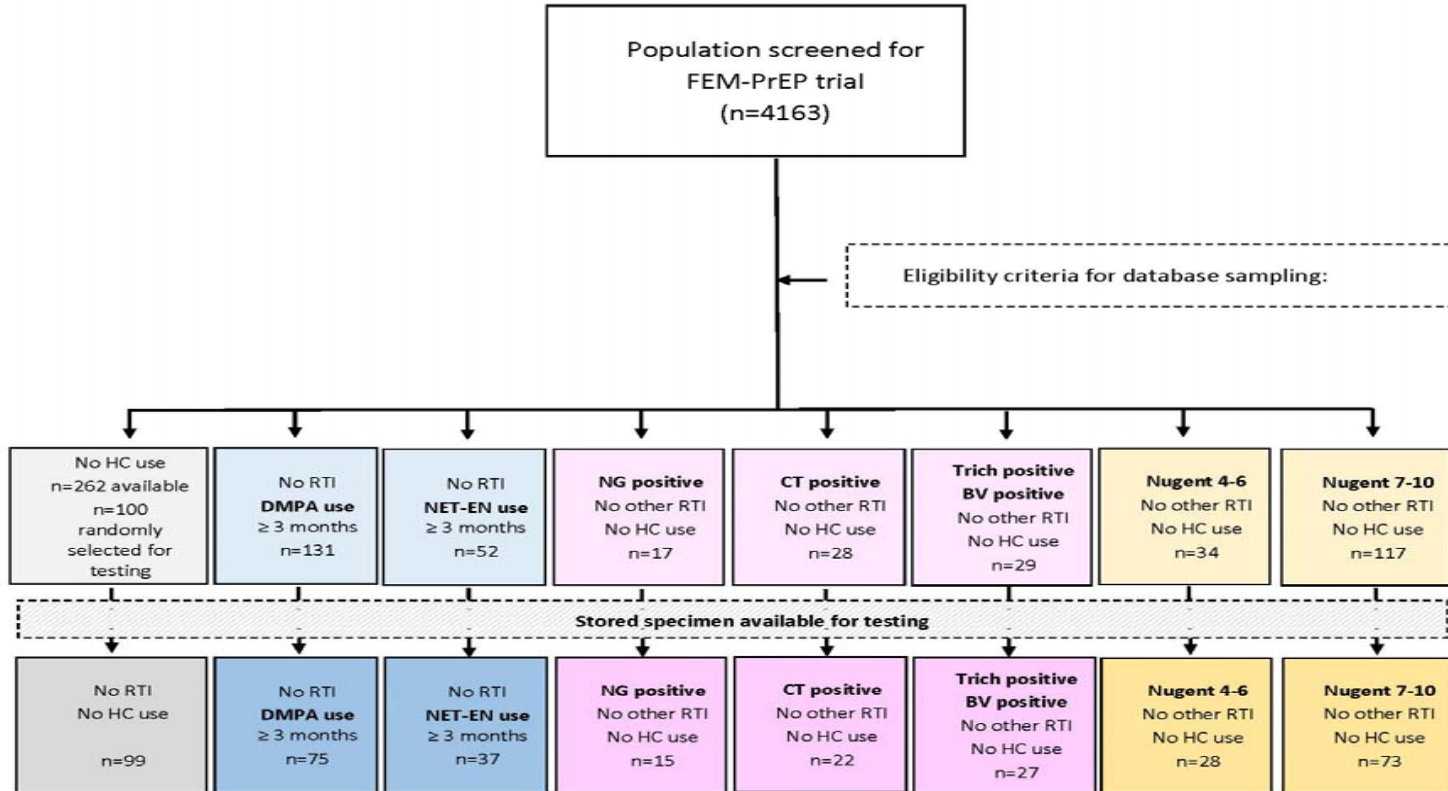 Population screened for
FEM-PrEP trial
(n=4163)
Eligibility criteria for database sampling:
No HC use
n=262 available
n=100
randomly
selected for
testing
No RTI
DMPA use
≥ 3 months
n=131
No RTI
NET-EN use
≥ 3 months
n=52
NG positive
No other RTI
No HC use
n=17
CT positive
No other RTI
No HC use
n=28
Trich positive
BV positive
No other RTI
No HC use
n=29
Nugent 4-6
No other RTI
No HC use
n=34
Nugent 7-10
No other RTI
No HC use
n=117
Stored specimen available for testing
No RTI
No HC use
n=99
No RTI
DMPA use
≥ 3 months
n=75
No RTI
NET-EN use
≥ 3 months
n=37
NG positive
No other RTI
No HC use
n=15
CT positive
No other RTI
No HC use
n=22
Trich positive
BV positive
No other RTI
No HC use
n=27
Nugent 4-6
No other RTI
No HC use
n=28
Nugent 7-10
No other RTI
No HC use
n=73